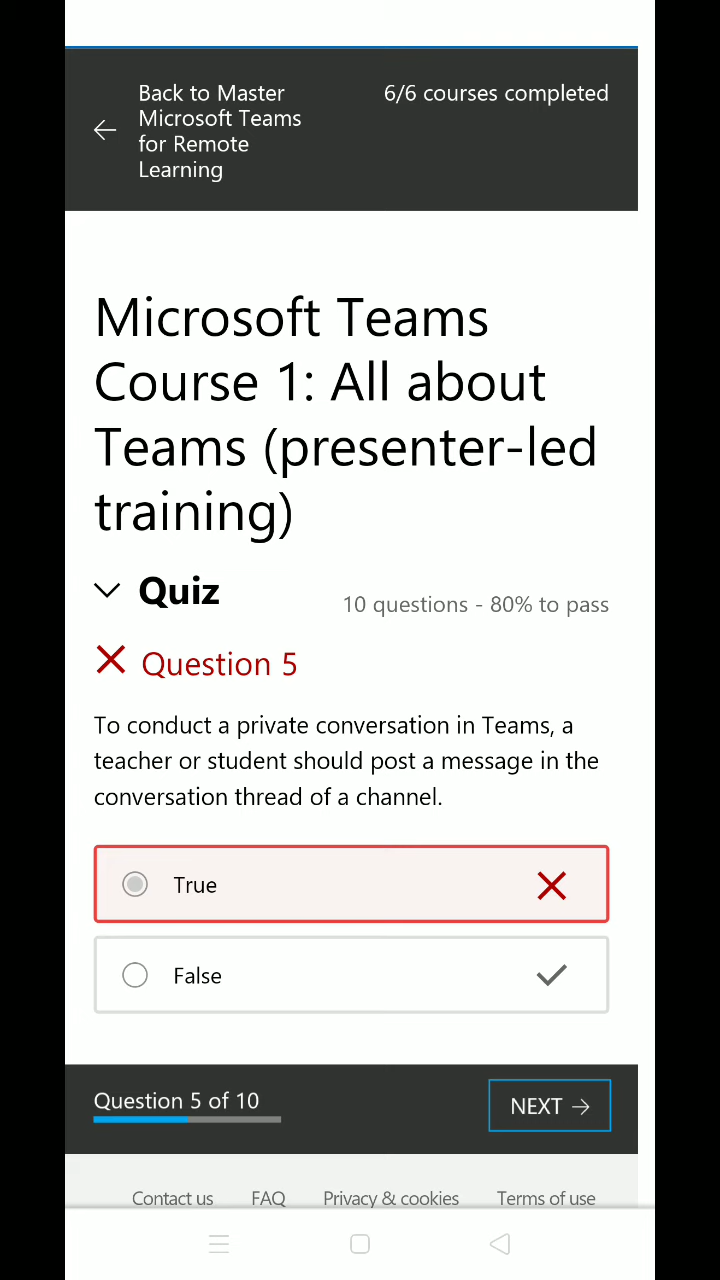 Back to Master
Microsoft Teams
for Remote
Learning
6/6 courses completed
Microsoft Teams
Course 1: All about
Teams (presenter-led
training)
Quiz
10 questions - 80% to pass
Question 5
To conduct a private conversation in Teams, a
teacher or student should post a message in the
conversation thread of a channel.
True
False
Question 5 of 10
NEXT
Contact us FAQ Privacy & cookies Terms of use